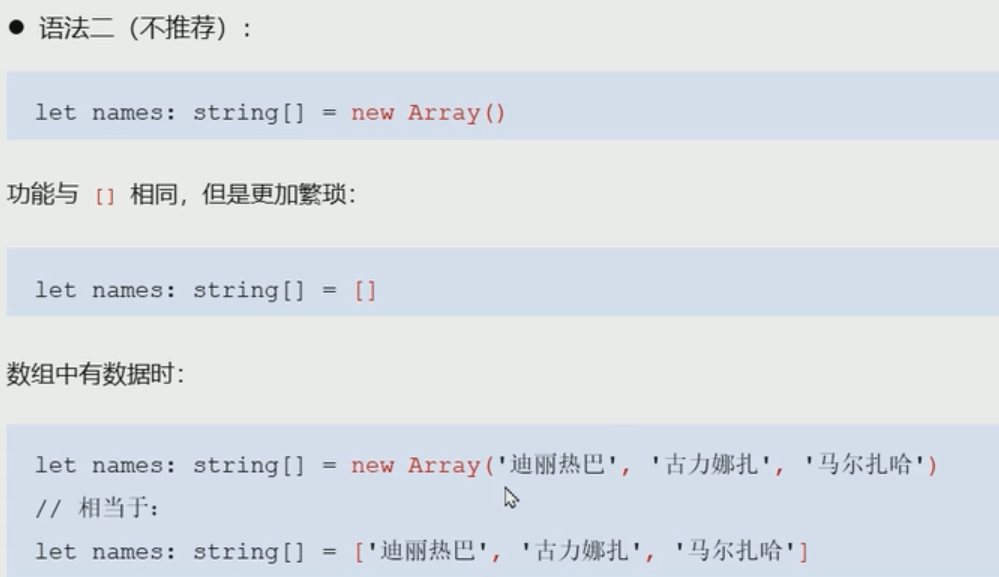 ● 语法二（不推荐）：
let names: string[] = new Array()
功能与 [] 相同，但是更加繁琐：
let names: string[] = []
数组中有数据时：
let names: string[] = new Array('迪丽热巴', '古力娜扎', '马尔扎哈')
// 相当于：
let names: string[] = ['迪丽热巴', '古力娜扎', '马尔扎哈']